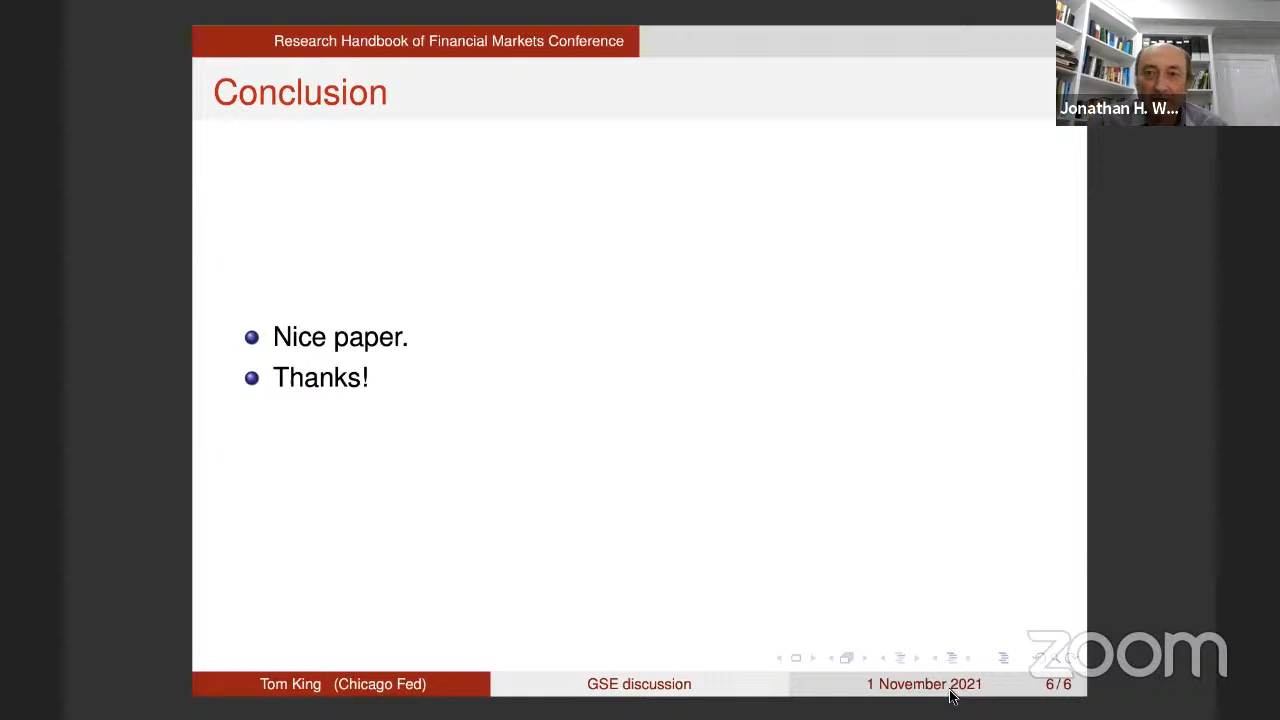 Research Handbook of Financial Markets Conference
Conclusion
Jonathan H. W...
Nice paper.
Thanks!
zoom
Tom King (Chicago Fed)
GSE discussion
1 November 2021
6/6